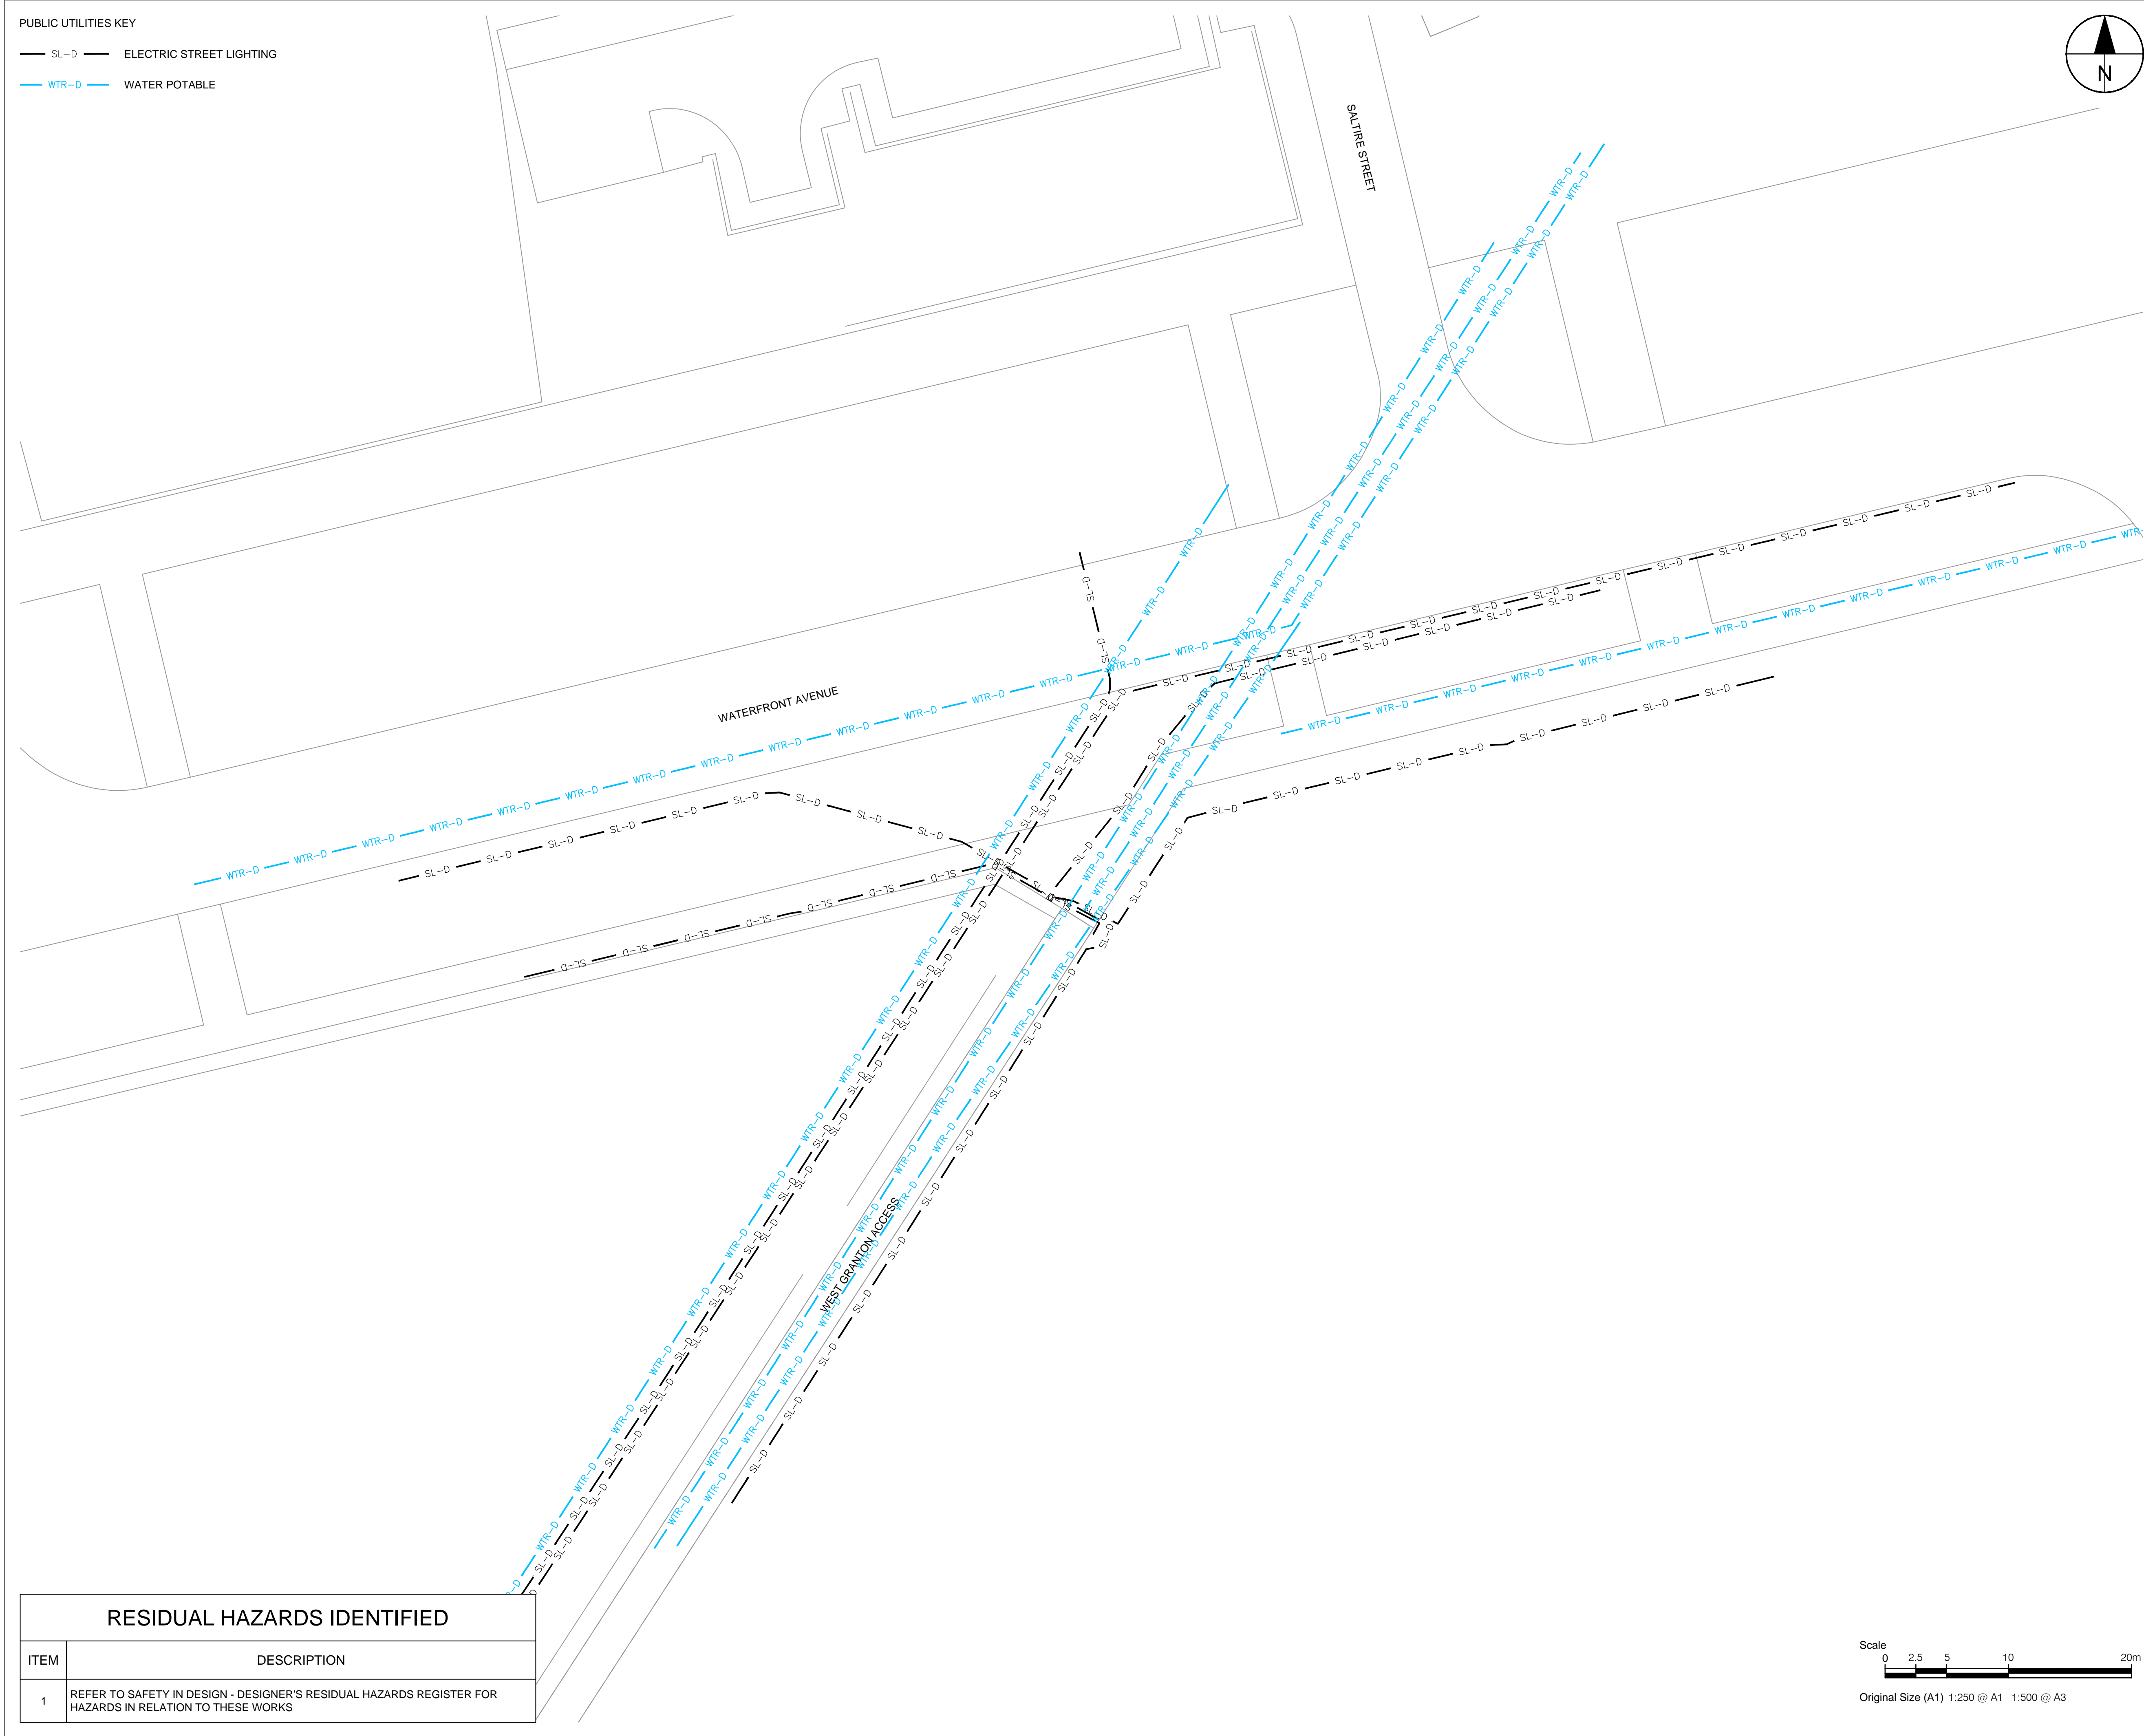 PUBLIC UTILITIES KEY
SL-D ELECTRIC STREET LIGHTING
WTR-D WATER POTABLE
N
SALTIRE STREET
WATERFRONT AVENUE
WEST GRANTON ACCESS
RESIDUAL HAZARDS IDENTIFIED
ITEM DESCRIPTION
1 REFER TO SAFETY IN DESIGN - DESIGNER'S RESIDUAL HAZARDS REGISTER FOR
HAZARDS IN RELATION TO THESE WORKS
Scale
0 2.5 5 10 20m
Original Size (A1) 1:250 @ A1 1:500 @ A3